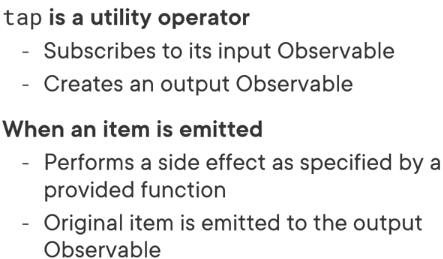 tap is a utility operator
- Subscribes to its input Observable
- Creates an output Observable
When an item is emitted
- Performs a side effect as specified by a
provided function
- Original item is emitted to the output
Observable